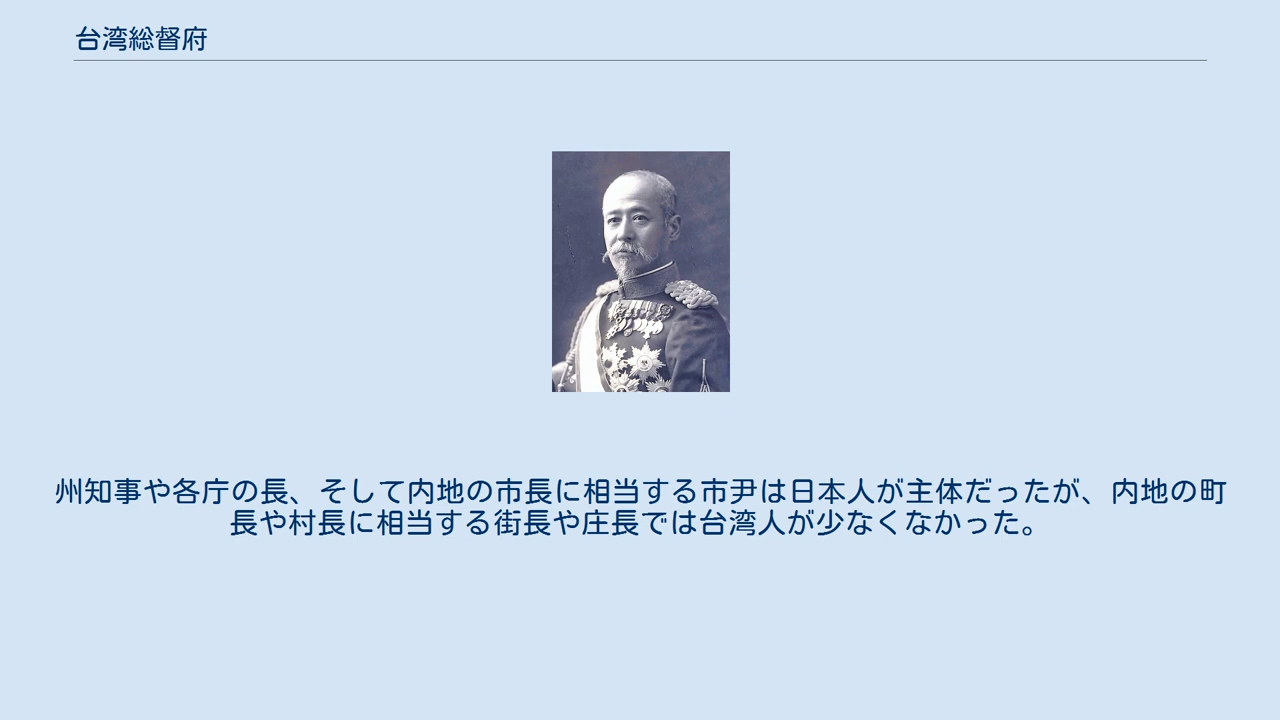 台湾総督府
州知事や各庁の長、そして内地の市長に相当する市尹は日本人が主体だったが、内地の町
長や村長に相当する街長や庄長では台湾人が少なくなかった。